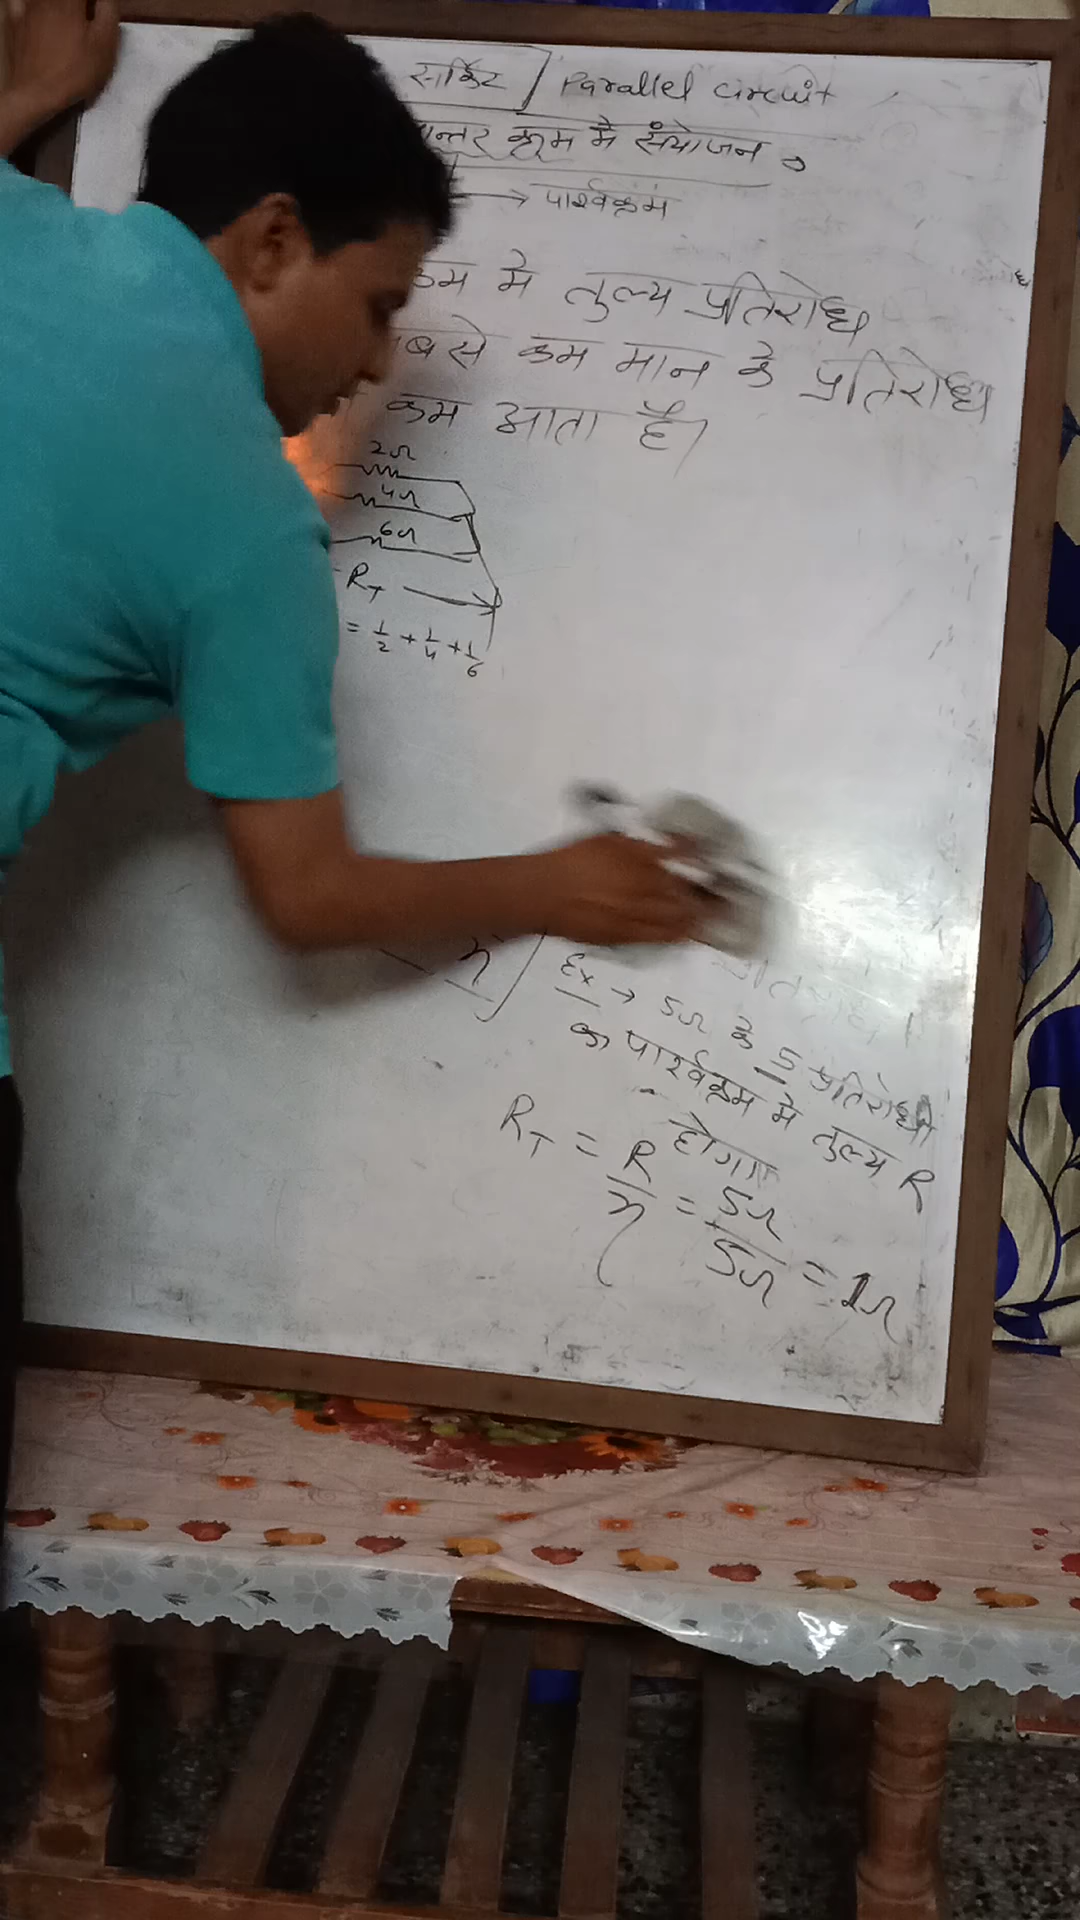 सर्किट / Parallel circuit
न्तर क्रम में संयोजन
→ पार्श्वक्रम
क्रम मे तुल्य प्रतिरोध
बसे कम मान के प्रतिरोध
कम आता है।
2Ω
4Ω
6Ω
R_T
= 1/2 + 1/4 + 1/6
n
Ex → 5Ω के 5 प्रतिरोधो
का पार्श्वक्रम मे तुल्य R
होगा
R_T = R/n = 5Ω/5Ω = 1Ω